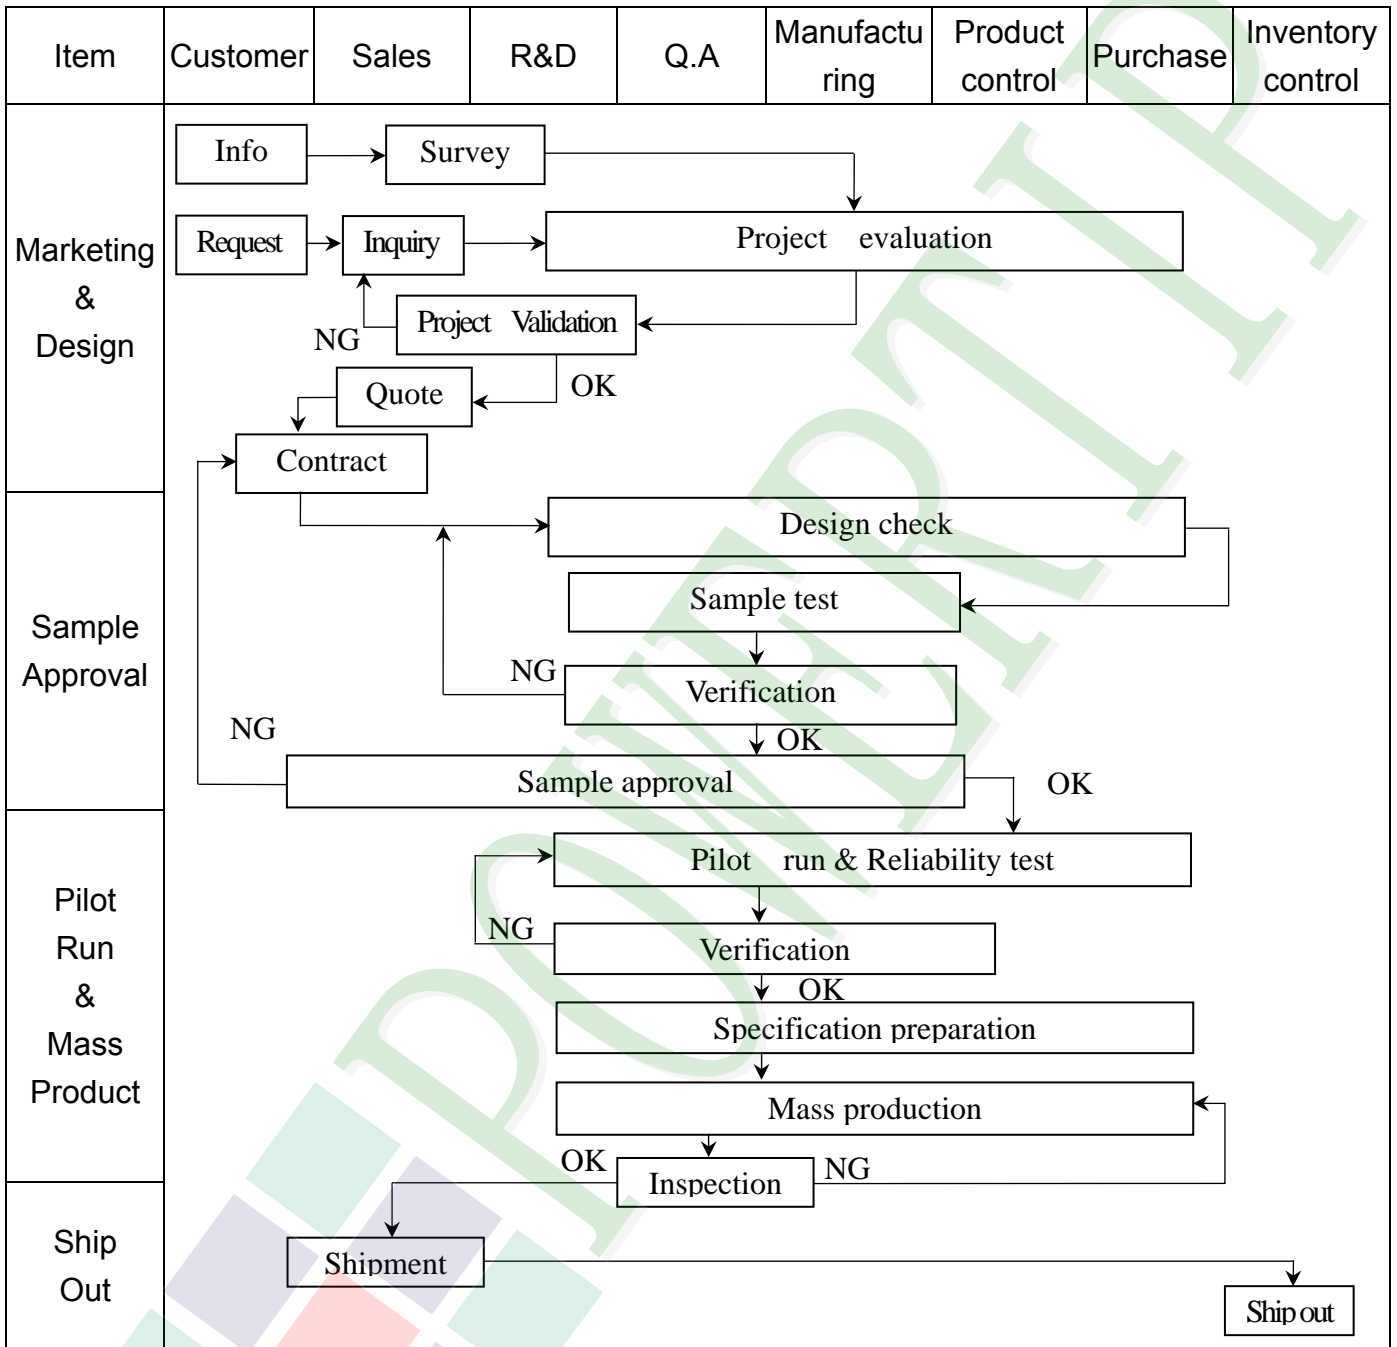 Item
Customer
Sales
R&D
Q.A
Manufactu
ring
Product
control
Purchase
Inventory
control
Marketing
&
Design
Info
Survey
Request
Inquiry
Project evaluation
NG
Project Validation
Quote
OK
Contract
Sample
Approval
Design check
Sample test
NG
Verification
NG
OK
Sample approval
OK
Pilot
Run
&
Mass
Product
Pilot run & Reliability test
NG
Verification
OK
Specification preparation
Mass production
OK
Inspection
NG
Ship
Out
Shipment
Ship out
POWERTIP